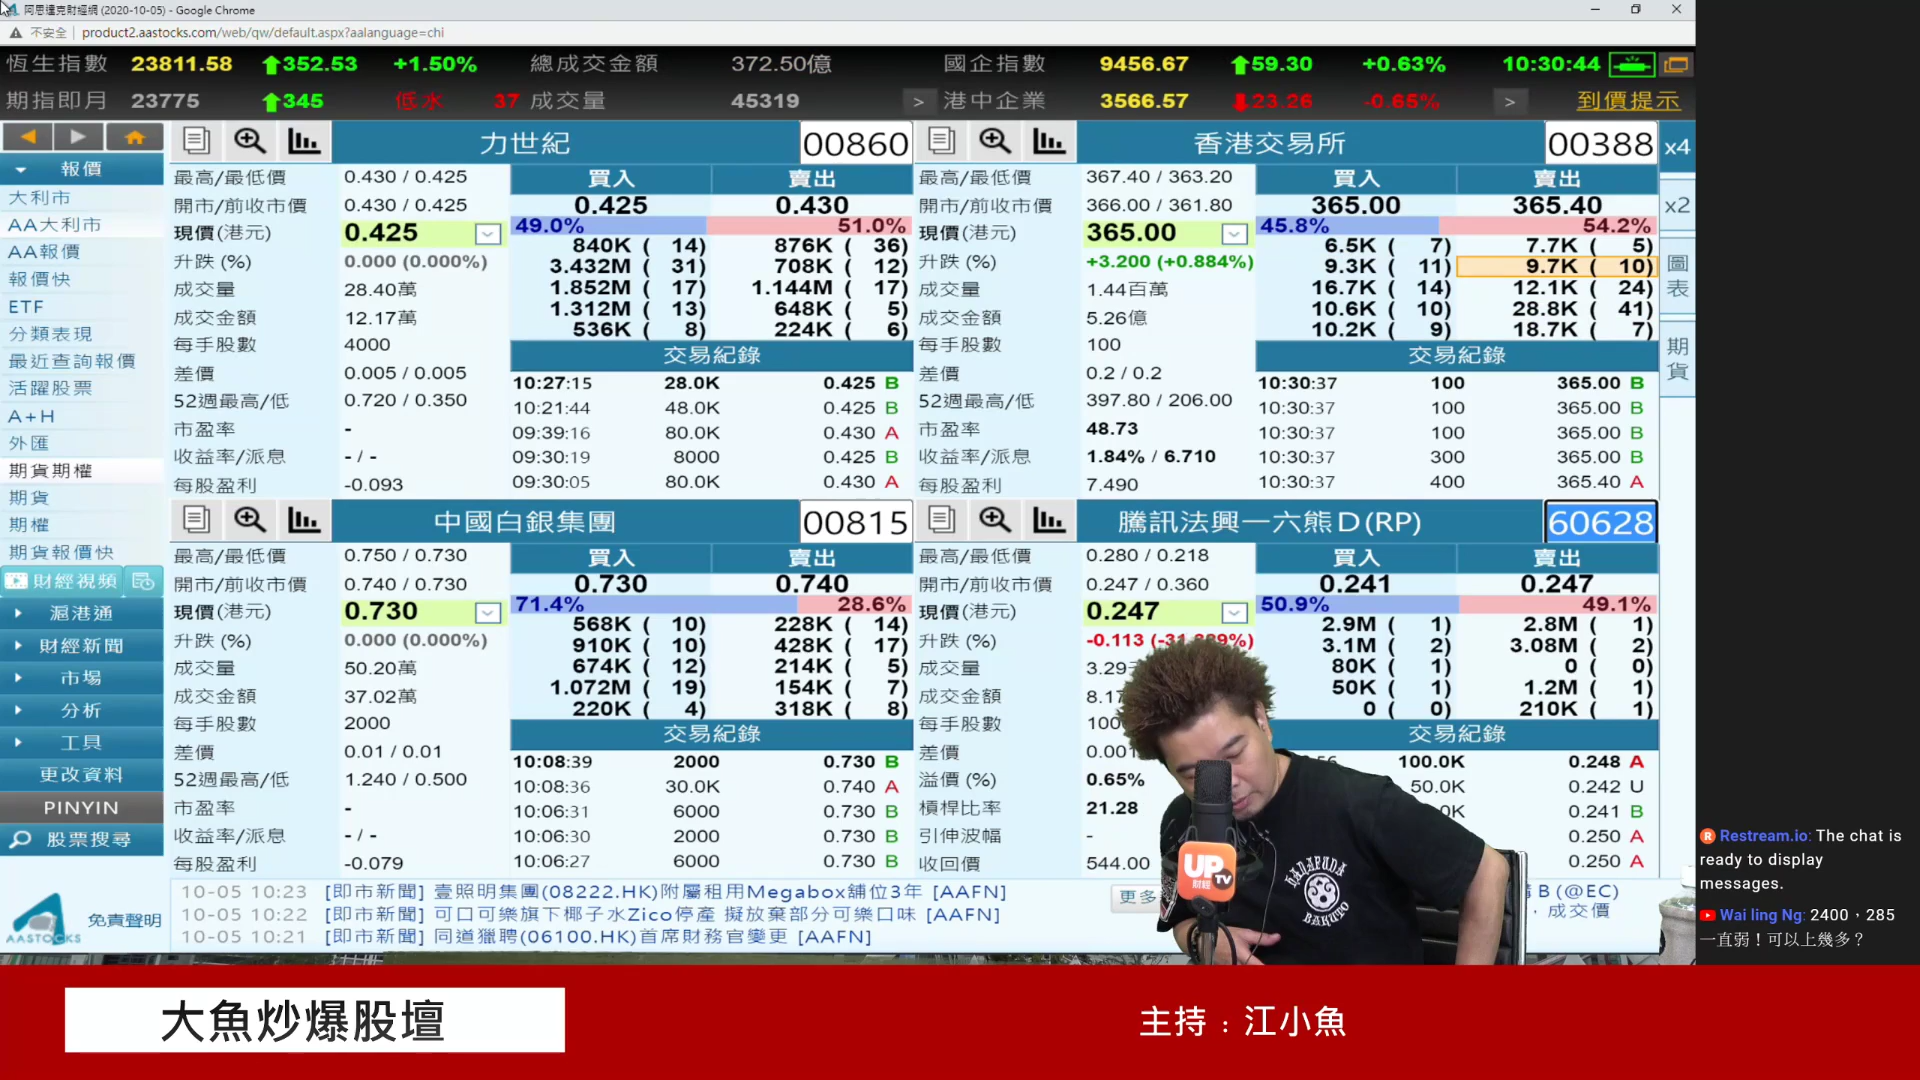 阿思達克財經網 (2020-10-05) - Google Chrome
不安全 | product2.aastocks.com/web/qw/default.aspx?aalanguage=chi
恆生指數 23811.58 352.53 +1.50% 總成交金額 372.50億 國企指數 9456.67 59.30 +0.63% 10:30:44
期指即月 23775 345 低水 37 成交量 45319 > 港中企業 3566.57 23.26 -0.65% > 到價提示
報價
大利市
AA大利市
AA報價
報價快
ETF
分類表現
最近查詢報價
活躍股票
A+H
外匯
期貨期權
期貨
期權
期貨報價快
財經視頻
滬港通
財經新聞
市場
分析
工具
更改資料
PINYIN
股票搜尋
AASTOCKS
免責聲明
力世紀 00860
最高/最低價 0.430 / 0.425
開市/前收市價 0.430 / 0.425
現價(港元) 0.425
升跌 (%) 0.000 (0.000%)
成交量 28.40萬
成交金額 12.17萬
每手股數 4000
差價 0.005 / 0.005
52週最高/低 0.720 / 0.350
市盈率 -
收益率/派息 - / -
每股盈利 -0.093
買入 賣出
0.425 0.430
49.0% 51.0%
840K ( 14) 876K ( 36)
3.432M ( 31) 708K ( 12)
1.852M ( 17) 1.144M ( 17)
1.312M ( 13) 648K ( 5)
536K ( 8) 224K ( 6)
交易紀錄
10:27:15 28.0K 0.425 B
10:21:44 48.0K 0.425 B
09:39:16 80.0K 0.430 A
09:30:19 8000 0.425 B
09:30:05 80.0K 0.430 A
香港交易所 00388
最高/最低價 367.40 / 363.20
開市/前收市價 366.00 / 361.80
現價(港元) 365.00
升跌 (%) +3.200 (+0.884%)
成交量 1.44百萬
成交金額 5.26億
每手股數 100
差價 0.2 / 0.2
52週最高/低 397.80 / 206.00
市盈率 48.73
收益率/派息 1.84% / 6.710
每股盈利 7.490
買入 賣出
365.00 365.40
45.8% 54.2%
6.5K ( 7) 7.7K ( 5)
9.3K ( 11) 9.7K ( 10)
16.7K ( 14) 12.1K ( 24)
10.6K ( 10) 28.8K ( 41)
10.2K ( 9) 18.7K ( 7)
交易紀錄
10:30:37 100 365.00 B
10:30:37 100 365.00 B
10:30:37 100 365.00 B
10:30:37 300 365.00 B
10:30:37 400 365.40 A
x4
x2
圖表
期貨
中國白銀集團 00815
最高/最低價 0.750 / 0.730
開市/前收市價 0.740 / 0.730
現價(港元) 0.730
升跌 (%) 0.000 (0.000%)
成交量 50.20萬
成交金額 37.02萬
每手股數 2000
差價 0.01 / 0.01
52週最高/低 1.240 / 0.500
市盈率 -
收益率/派息 - / -
每股盈利 -0.079
買入 賣出
0.730 0.740
71.4% 28.6%
568K ( 10) 228K ( 14)
910K ( 10) 428K ( 17)
674K ( 12) 214K ( 5)
1.072M ( 19) 154K ( 7)
220K ( 4) 318K ( 8)
交易紀錄
10:08:39 2000 0.730 B
10:08:36 30.0K 0.740 A
10:06:31 6000 0.730 B
10:06:30 2000 0.730 B
10:06:27 6000 0.730 B
騰訊法興一六熊D(RP) 60628
最高/最低價 0.280 / 0.218
開市/前收市價 0.247 / 0.360
現價(港元) 0.247
升跌 (%) -0.113
成交量 3.29
成交金額 8.17
每手股數 100
差價 0.001
溢價 (%) 0.65%
槓桿比率 21.28
引伸波幅 -
收回價 544.00
買入 賣出
0.241 0.247
50.9% 49.1%
2.9M ( 1) 2.8M ( 1)
3.1M ( 2) 3.08M ( 2)
80K ( 1) 0 ( 0)
50K ( 1) 1.2M ( 1)
0 ( 0) 210K ( 1)
交易紀錄
100.0K 0.248 A
50.0K 0.242 U
0.241 B
0.250 A
0.250 A
10-05 10:23 [即市新聞] 壹照明集團(08222.HK)附屬租用Megabox舖位3年 [AAFN]
10-05 10:22 [即市新聞] 可口可樂旗下椰子水Zico停產 擬放棄部分可樂口味 [AAFN]
10-05 10:21 [即市新聞] 同道獵聘(06100.HK)首席財務官變更 [AAFN]
更多
B (@EC)
，成交價
UP
財經 TV
HANAFUDA
BAKUTO
Restream.io: The chat is
ready to display
messages.
Wai ling Ng: 2400，285
一直弱！可以上幾多？
大魚炒爆股壇
主持：江小魚